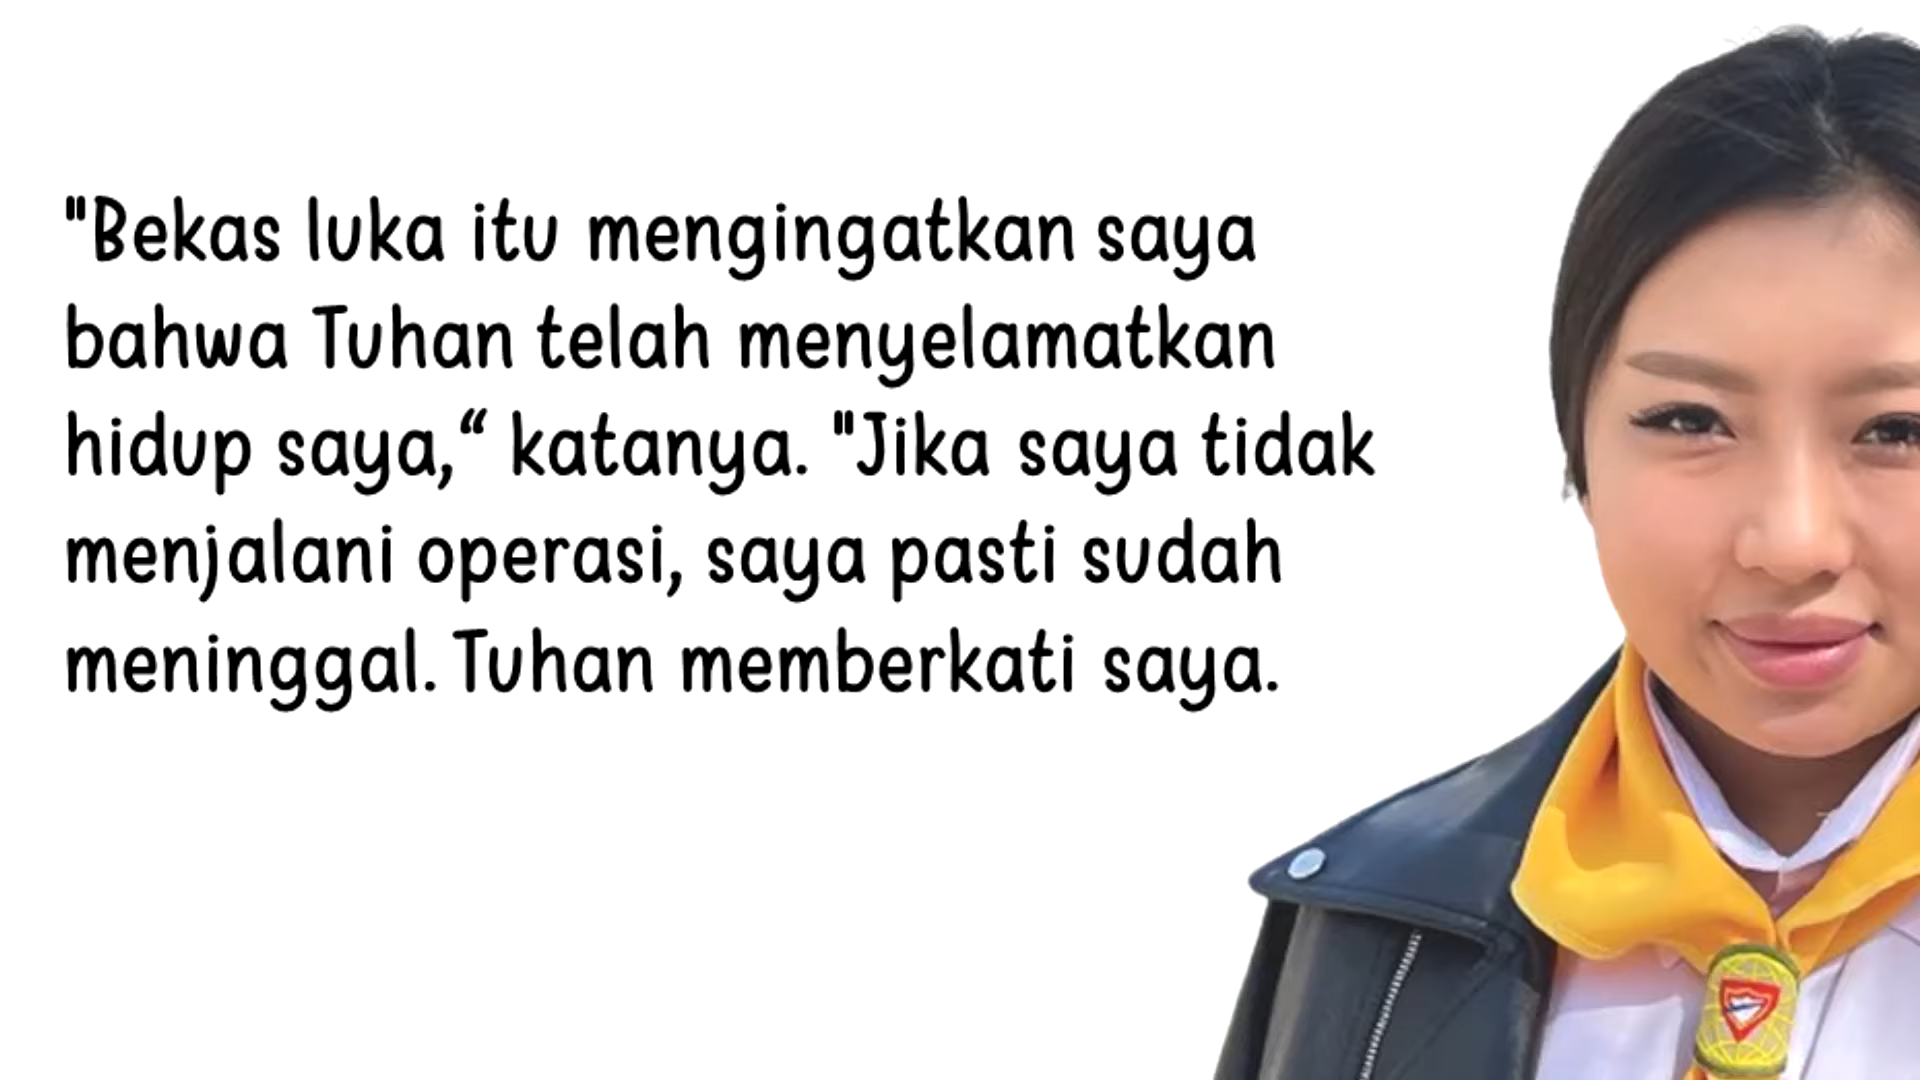 "Bekas luka itu mengingatkan saya
bahwa Tuhan telah menyelamatkan
hidup saya,“ katanya. "Jika saya tidak
menjalani operasi, saya pasti sudah
meninggal. Tuhan memberkati saya.